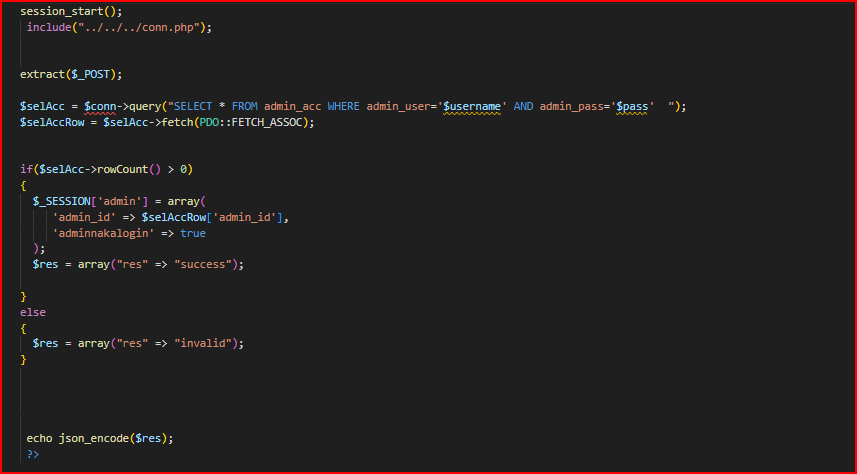 session_start();
include("../../../conn.php");
extract($_POST);
$selAcc = $conn->query("SELECT * FROM admin_acc WHERE admin_user='$username' AND admin_pass='$pass'  ");
$selAccRow = $selAcc->fetch(PDO::FETCH_ASSOC);
if($selAcc->rowCount() > 0)
{
$_SESSION['admin'] = array(
'admin_id' => $selAccRow['admin_id'],
'adminnakalogin' => true
);
$res = array("res" => "success");
}
else
{
$res = array("res" => "invalid");
}
echo json_encode($res);
?>